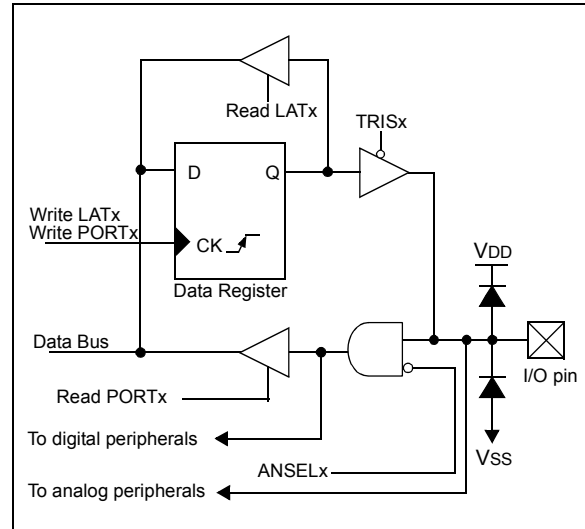 Read LATx
TRISx
D Q
Write LATx
Write PORTx
CK
Data Register
VDD
Data Bus
I/O pin
Read PORTx
To digital peripherals
VSS
ANSELx
To analog peripherals